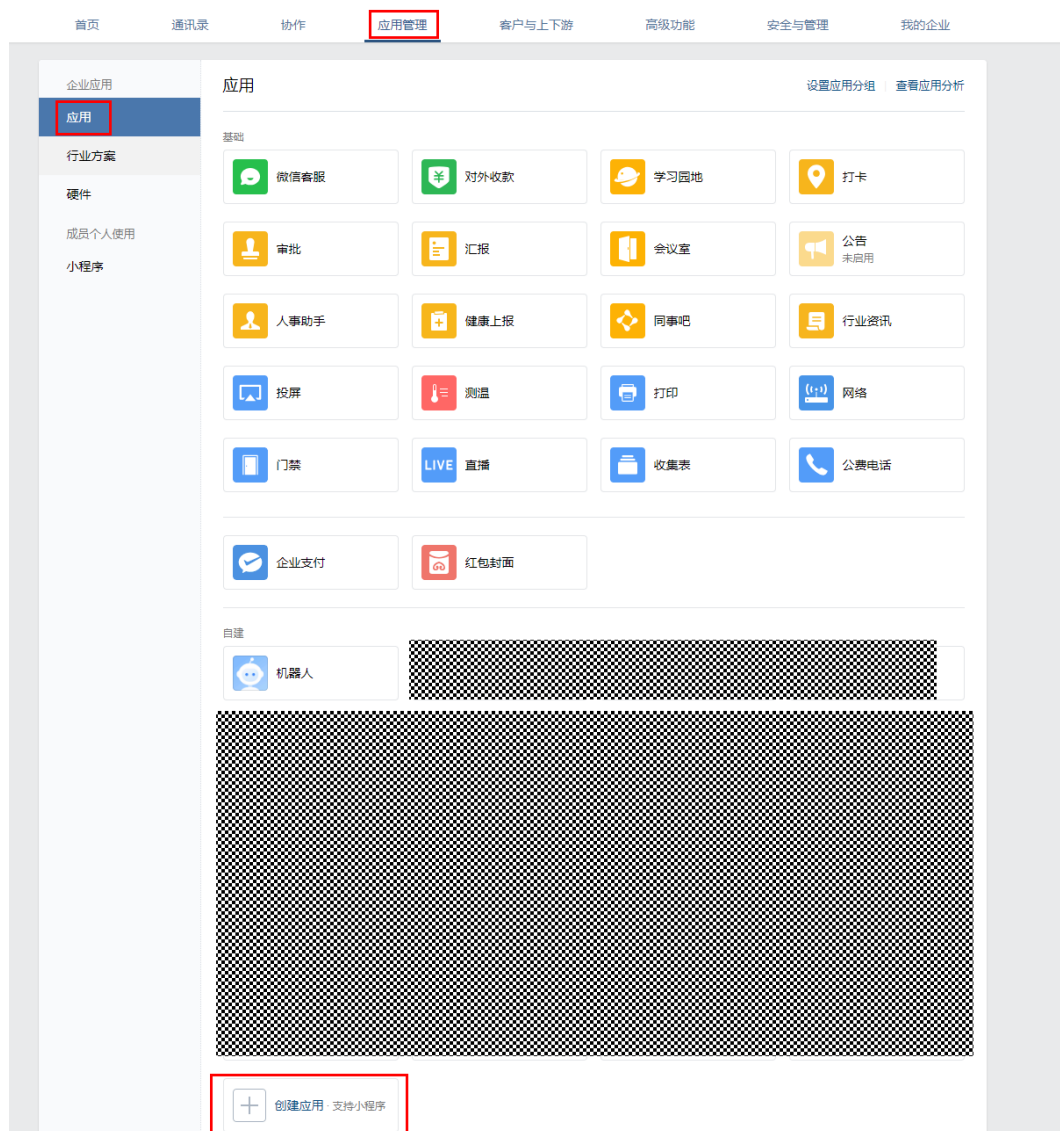 首页 通讯录 协作 应用管理 客户与上下游 高级功能 安全与管理 我的企业
企业应用
应用
行业方案
硬件
成员个人使用
小程序
应用 设置应用分组 查看应用分析
基础
微信客服 对外收款 学习园地 打卡
审批 汇报 会议室 公告
未启用
人事助手 健康上报 同事吧 行业资讯
投屏 测温 打印 网络
门禁 LIVE 直播 收集表 公费电话
企业支付 红包封面
自建
机器人
创建应用 · 支持小程序